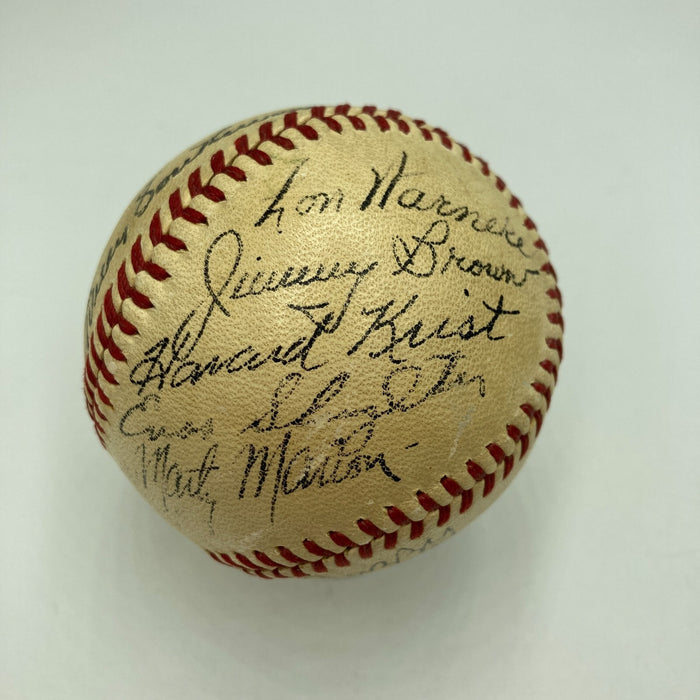 Lon Warneke
Jimmy Brown
Howard Krist
Enos Slaughter
Marty Marion